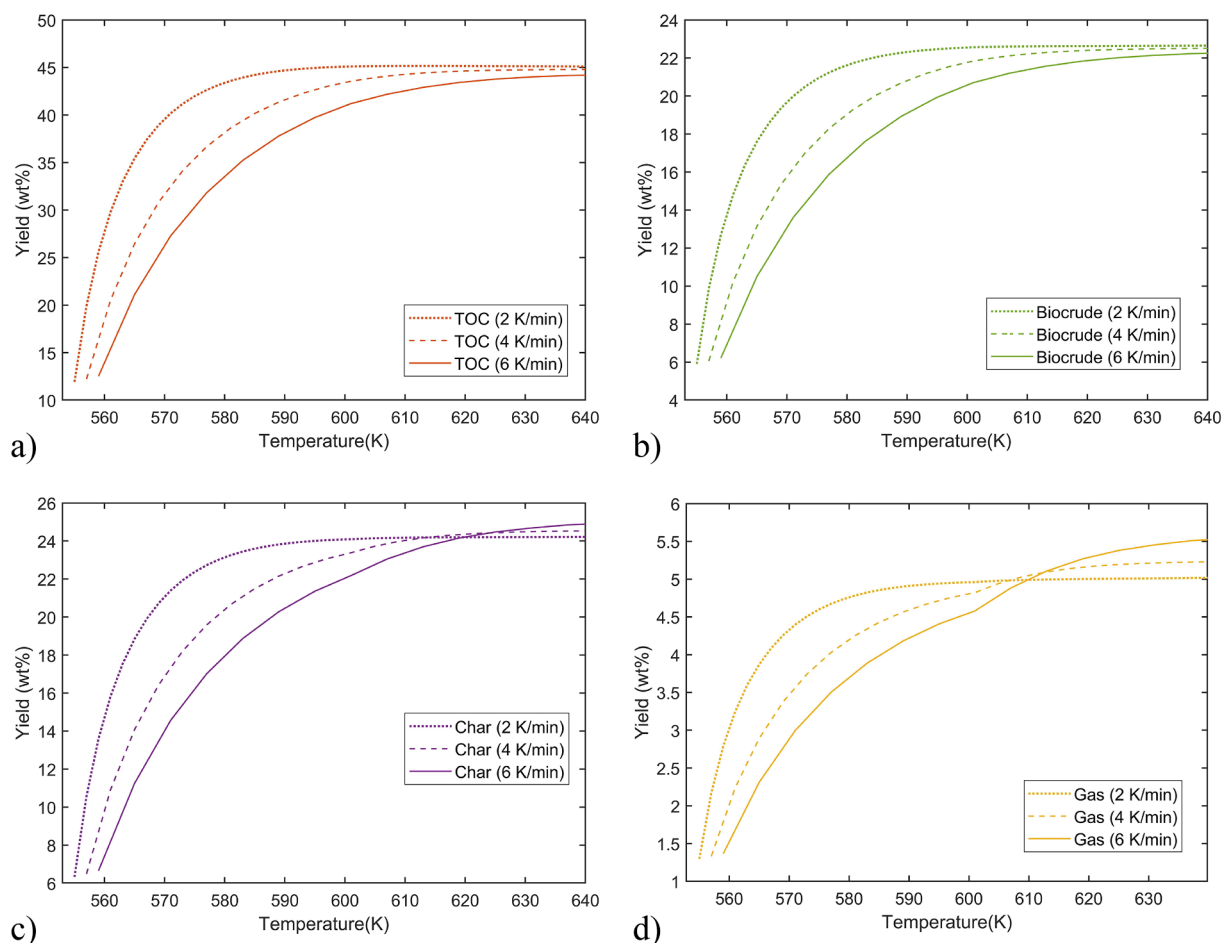 50
45
40
35
30
25
20
15
10
Yield (wt%)
560 570 580 590 600 610 620 630 640
Temperature(K)
TOC (2 K/min)
TOC (4 K/min)
TOC (6 K/min)
a)
24
22
20
18
16
14
12
10
8
6
4
Yield (wt%)
560 570 580 590 600 610 620 630 640
Temperature(K)
Biocrude (2 K/min)
Biocrude (4 K/min)
Biocrude (6 K/min)
b)
26
24
22
20
18
16
14
12
10
8
6
Yield (wt%)
560 570 580 590 600 610 620 630 640
Temperature(K)
Char (2 K/min)
Char (4 K/min)
Char (6 K/min)
c)
6
5.5
5
4.5
4
3.5
3
2.5
2
1.5
1
Yield (wt%)
560 570 580 590 600 610 620 630 640
Temperature(K)
Gas (2 K/min)
Gas (4 K/min)
Gas (6 K/min)
d)